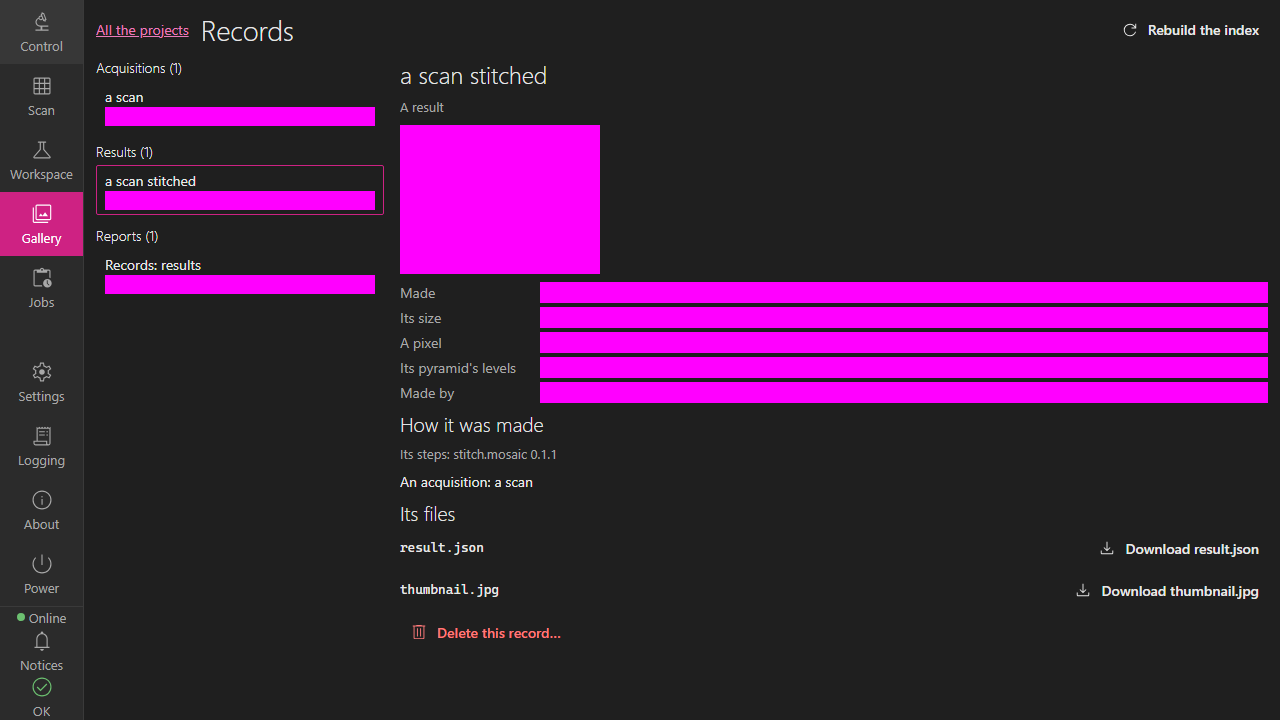 Control
Scan
Workspace
Gallery
Jobs
Settings
Logging
About
Power
Online
Notices
OK
All the projects
Records
Rebuild the index
Acquisitions (1)
a scan
Results (1)
a scan stitched
Reports (1)
Records: results
a scan stitched
A result
Made
Its size
A pixel
Its pyramid's levels
Made by
How it was made
Its steps: stitch.mosaic 0.1.1
An acquisition: a scan
Its files
result.json
Download result.json
thumbnail.jpg
Download thumbnail.jpg
Delete this record...